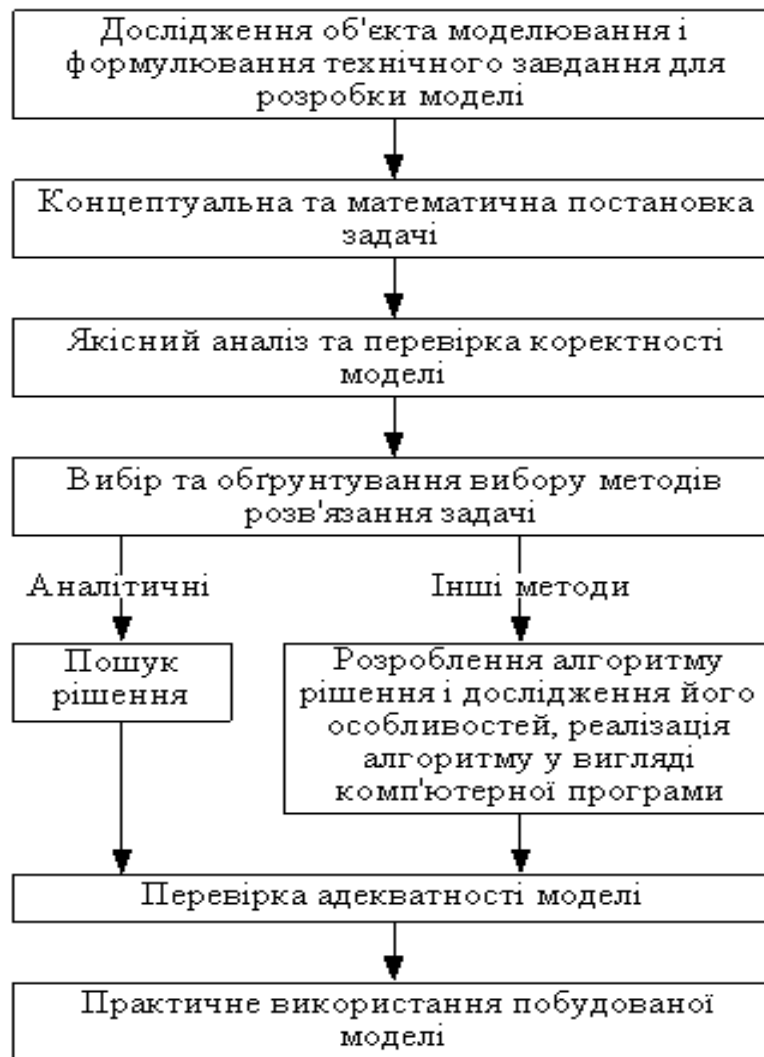 Дослідження об'єкта моделювання і
формулювання технічного завдання для
розробки моделі
Концептуальна та математична постановка
задачі
Якісний аналіз та перевірка коректності
моделі
Вибір та обґрунтування вибору методів
розв'язання задачі
Аналітичні
Інші методи
Пошук
рішення
Розроблення алгоритму
рішення і дослідження його
особливостей, реалізація
алгоритму у вигляді
комп'ютерної програми
Перевірка адекватності моделі
Практичне використання побудованої
моделі